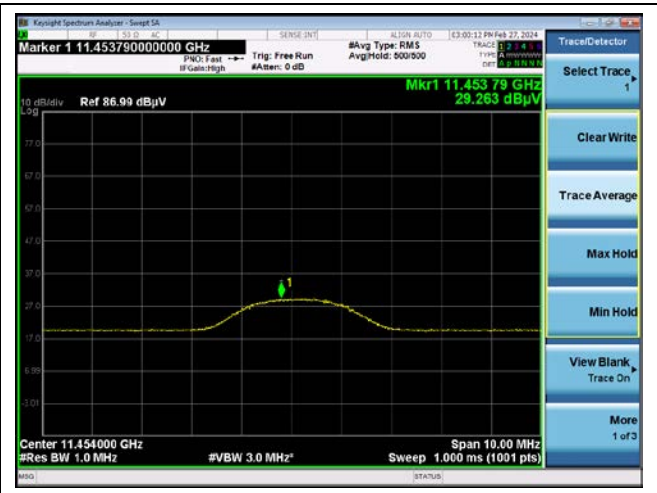 Keysight Spectrum Analyzer - Swept SA
RF 50 Ω AC SENSE:INT ALIGN AUTO 03:00:12 PM Feb 27, 2024
Marker 1 11.453790000000 GHz
PNO: Fast Trig: Free Run
IFGain:High #Atten: 0 dB
#Avg Type: RMS
Avg|Hold: 500/500
TRACE 1 2 3 4 5 6
TYPE A
DET A P N N N N
Mkr1 11.453 79 GHz
29.263 dBµV
10 dB/div Ref 86.99 dBµV
Log
77.0
67.0
57.0
47.0
37.0
1
27.0
17.0
6.99
-3.01
Center 11.454000 GHz Span 10.00 MHz
#Res BW 1.0 MHz #VBW 3.0 MHz* Sweep 1.000 ms (1001 pts)
MSG STATUS
Trace/Detector
Select Trace
1
Clear Write
Trace Average
Max Hold
Min Hold
View Blank
Trace On
More
1 of 3